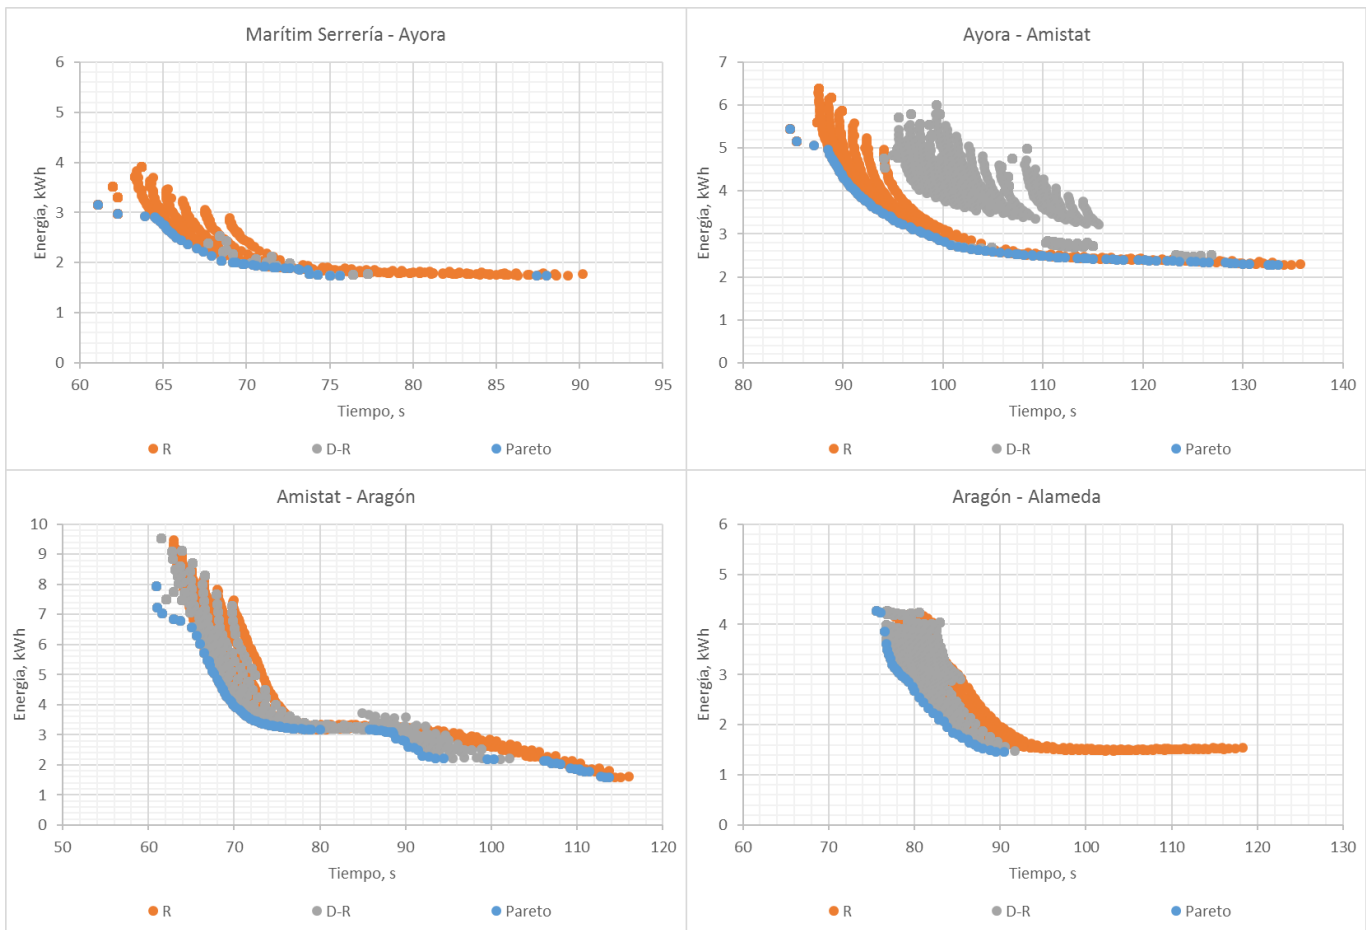 Marítim Serrería - Ayora
Energía, kWh
6
5
4
3
2
1
0
60 65 70 75 80 85 90 95
Tiempo, s
R D-R Pareto
Ayora - Amistat
Energía, kWh
7
6
5
4
3
2
1
0
80 90 100 110 120 130 140
Tiempo, s
R D-R Pareto
Amistat - Aragón
Energía, kWh
10
9
8
7
6
5
4
3
2
1
0
50 60 70 80 90 100 110 120
Tiempo, s
R D-R Pareto
Aragón - Alameda
Energía, kWh
6
5
4
3
2
1
0
60 70 80 90 100 110 120 130
Tiempo, s
R D-R Pareto